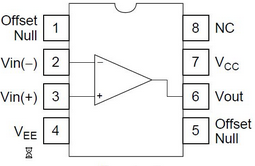 Offset
Null
1
8
NC
Vin(−)
2
−
7
VCC
Vin(+)
3
+
6
Vout
VEE
4
5
Offset
Null